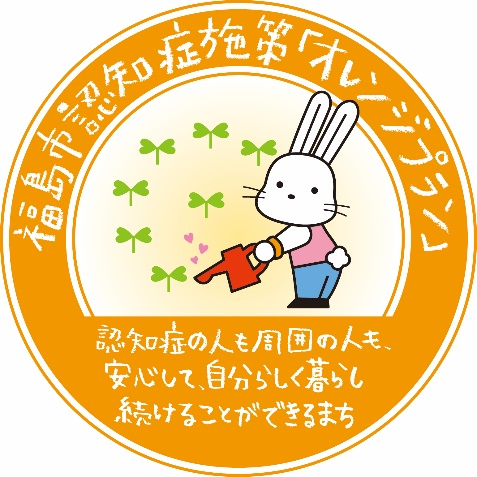 福島市認知症施策「オレンジプラン」
認知症の人も周囲の人も、
安心して、自分らしく暮らし
続けることができるまち